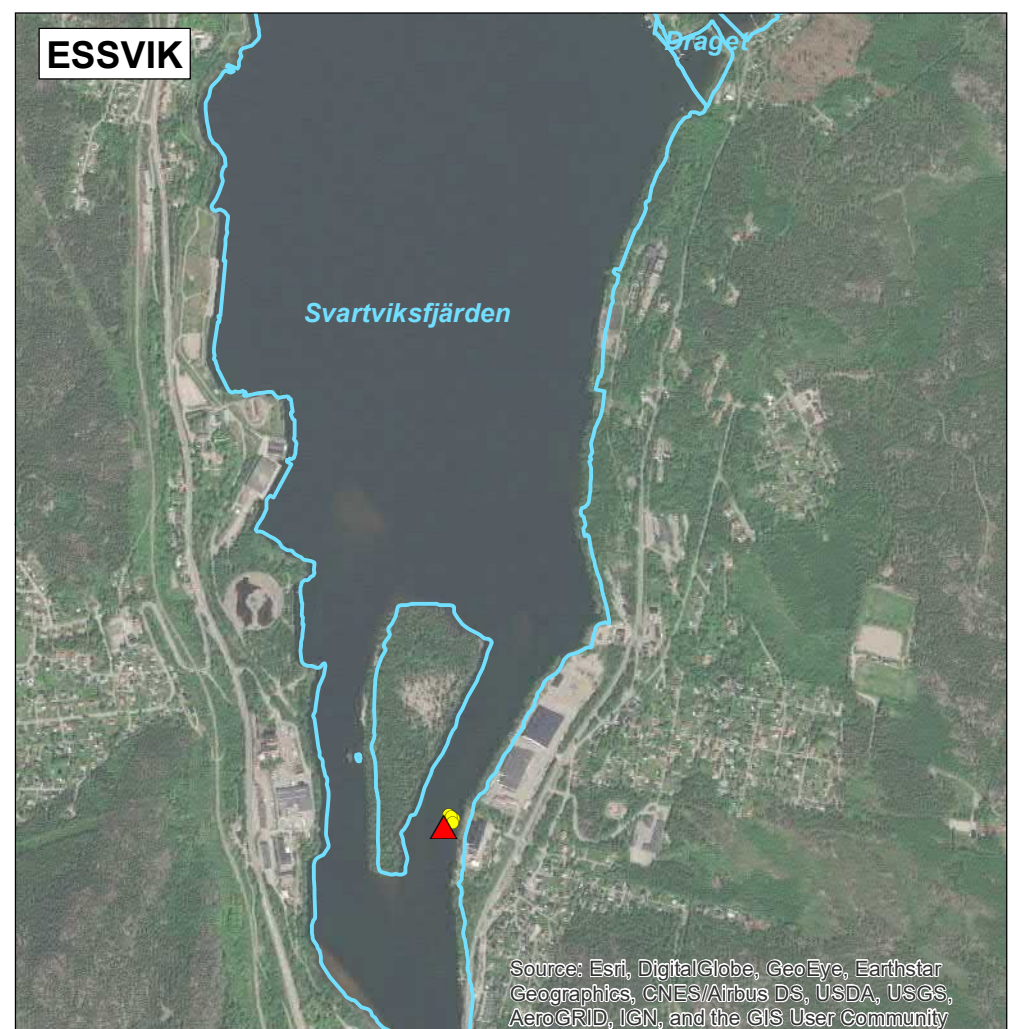 ESSVIK
Draget
Svartviksfjärden
Source: Esri, DigitalGlobe, GeoEye, Earthstar
Geographics, CNES/Airbus DS, USDA, USGS,
AeroGRID, IGN, and the GIS User Community